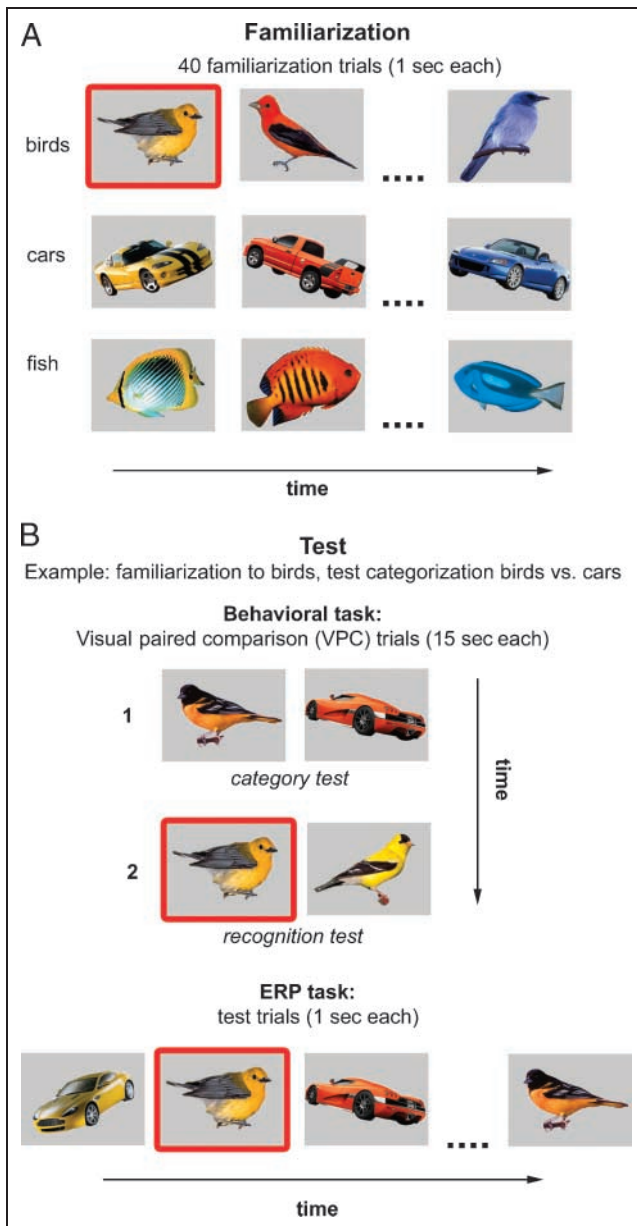 A
Familiarization
40 familiarization trials (1 sec each)
birds
....
cars
....
fish
....
time
B
Test
Example: familiarization to birds, test categorization birds vs. cars
Behavioral task:
Visual paired comparison (VPC) trials (15 sec each)
1
category test
time
2
recognition test
ERP task:
test trials (1 sec each)
....
time